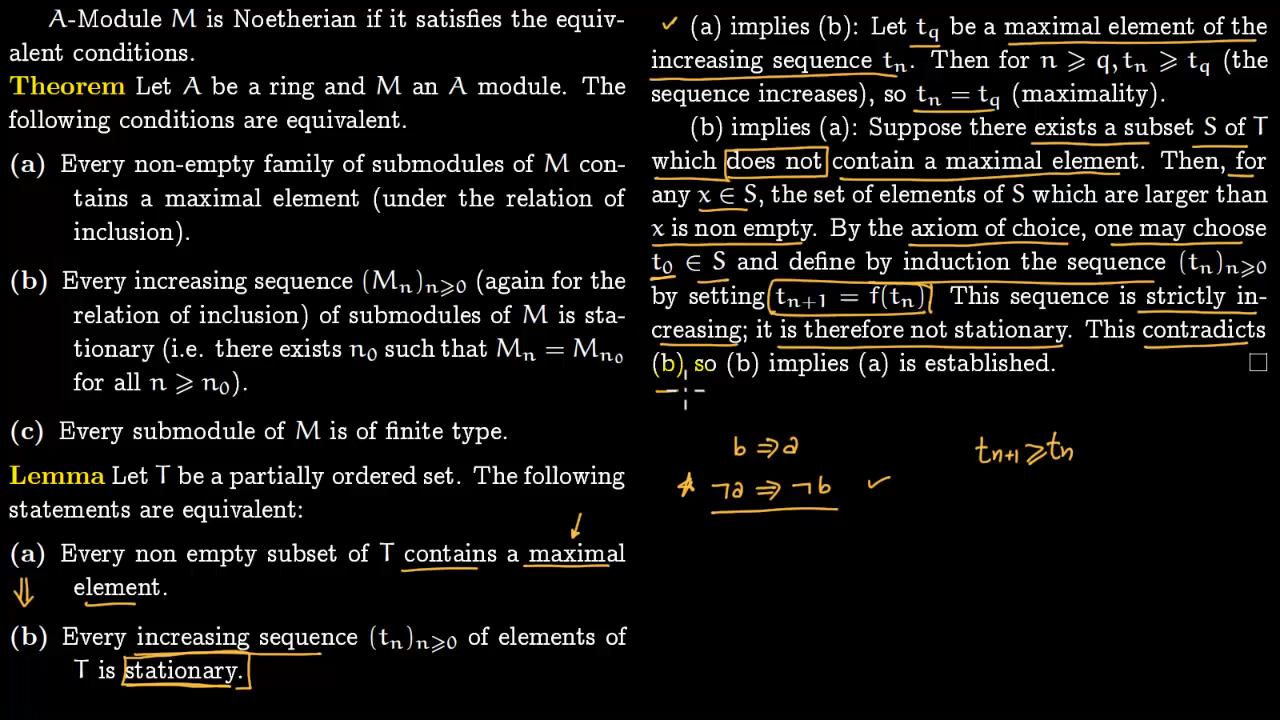 A-Module M is Noetherian if it satisfies the equiv-
alent conditions.
Theorem Let A be a ring and M an A module. The
following conditions are equivalent.
(a) Every non-empty family of submodules of M con-
tains a maximal element (under the relation of
inclusion).
(b) Every increasing sequence (Mₙ)ₙ⩾₀ (again for the
relation of inclusion) of submodules of M is sta-
tionary (i.e. there exists n₀ such that Mₙ = Mₙ₀
for all n ⩾ n₀).
(c) Every submodule of M is of finite type.
Lemma Let T be a partially ordered set. The following
statements are equivalent:
(a) Every non empty subset of T contains a maximal
element.
⇓
(b) Every increasing sequence (tₙ)ₙ⩾₀ of elements of
T is stationary.
✓ (a) implies (b): Let t_q be a maximal element of the
increasing sequence tₙ. Then for n ⩾ q, tₙ ⩾ t_q (the
sequence increases), so tₙ = t_q (maximality).
(b) implies (a): Suppose there exists a subset S of T
which does not contain a maximal element. Then, for
any x ∈ S, the set of elements of S which are larger than
x is non empty. By the axiom of choice, one may choose
t₀ ∈ S and define by induction the sequence (tₙ)ₙ⩾₀
by setting tₙ₊₁ = f(tₙ) This sequence is strictly in-
creasing; it is therefore not stationary. This contradicts
(b), so (b) implies (a) is established. □
b ⇒ a
¬a ⇒ ¬b ✓
tₙ₊₁ ⩾ tₙ